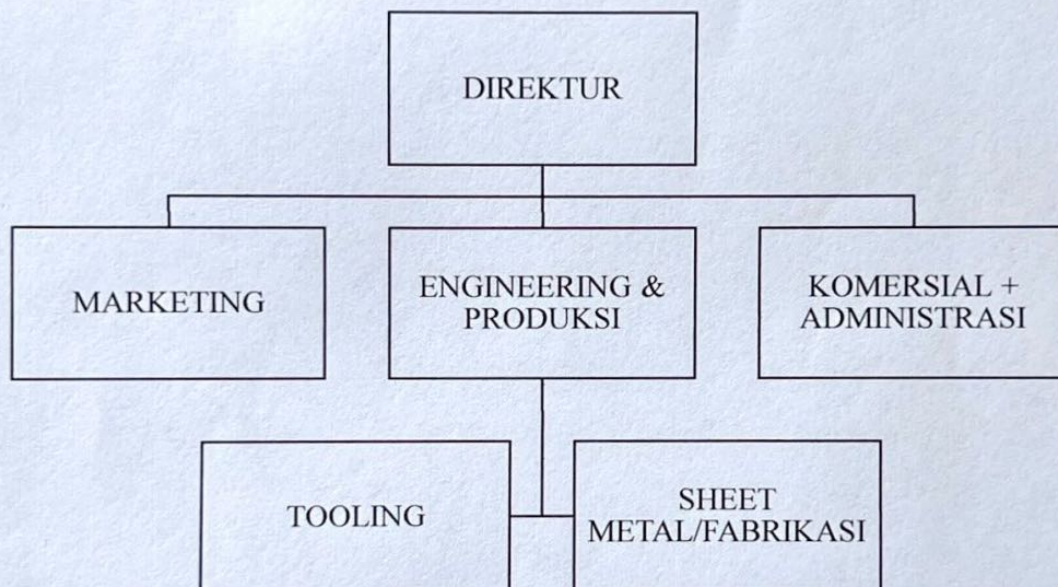 DIREKTUR
MARKETING
ENGINEERING &
PRODUKSI
KOMERSIAL +
ADMINISTRASI
TOOLING
SHEET
METAL/FABRIKASI